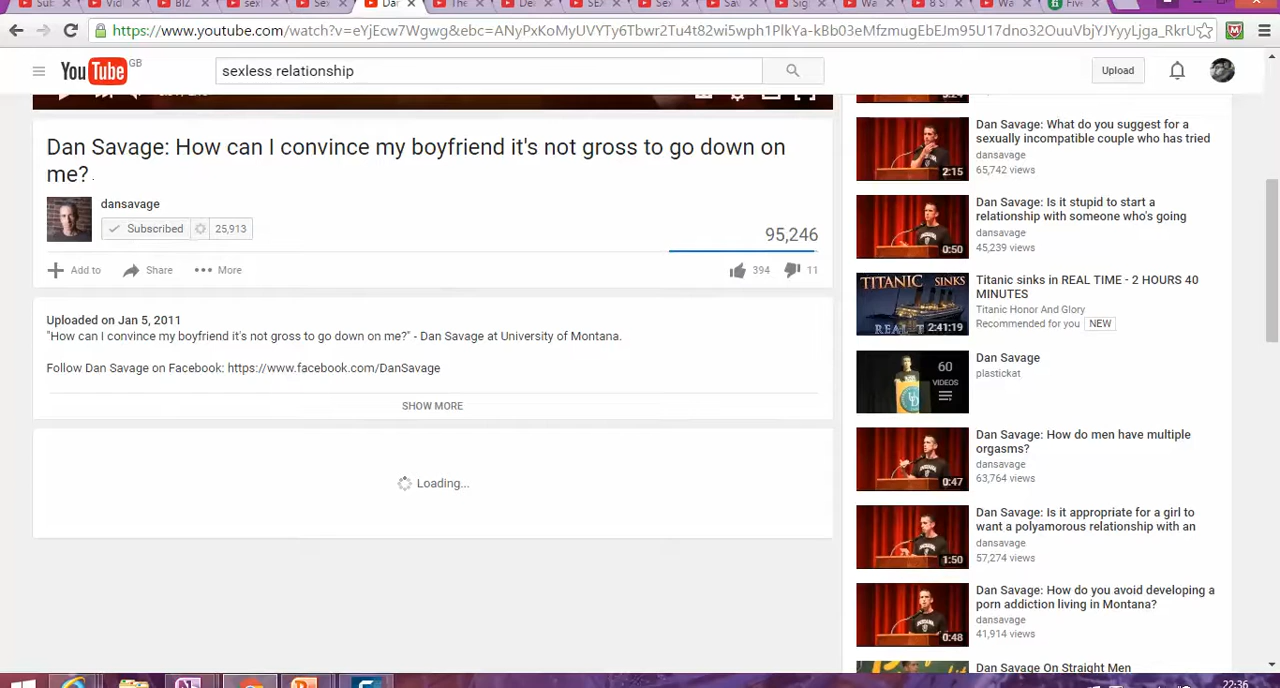 https://www.youtube.com/watch?v=eYjEcw7Wgwg&ebc=ANyPxKoMyUVYTy6Tbwr2Tu4t82wi5wph1PlkYa-kBb03eMfzmugEbEJm95U17dno32OuuVbjYJYyyLjga_RkrU
YouTube GB
sexless relationship
Upload
Dan Savage: How can I convince my boyfriend it's not gross to go down on
me?
dansavage
Subscribed 25,913
95,246
Add to Share More 394 11
Uploaded on Jan 5, 2011
"How can I convince my boyfriend it's not gross to go down on me?" - Dan Savage at University of Montana.
Follow Dan Savage on Facebook: https://www.facebook.com/DanSavage
SHOW MORE
Loading...
Dan Savage: What do you suggest for a
sexually incompatible couple who has tried
dansavage
65,742 views
2:15
Dan Savage: Is it stupid to start a
relationship with someone who's going
dansavage
45,239 views
0:50
TITANIC SINKS
Titanic sinks in REAL TIME - 2 HOURS 40
MINUTES
Titanic Honor And Glory
Recommended for you NEW
2:41:19
Dan Savage
plastickat
60
VIDEOS
Dan Savage: How do men have multiple
orgasms?
dansavage
63,764 views
0:47
Dan Savage: Is it appropriate for a girl to
want a polyamorous relationship with an
dansavage
57,274 views
1:50
Dan Savage: How do you avoid developing a
porn addiction living in Montana?
dansavage
41,914 views
0:48
Dan Savage On Straight Men
22:36